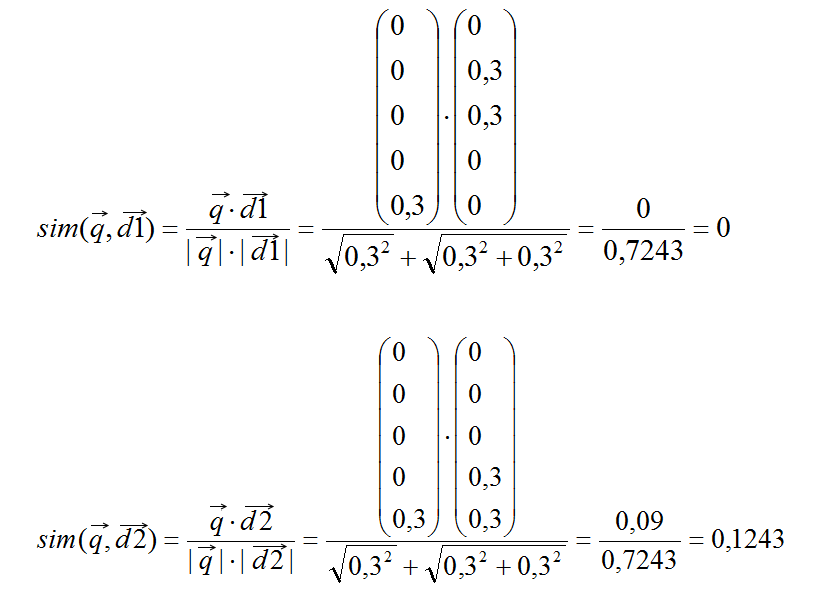 sim(q⃗, d1⃗) = (q⃗ · d1⃗) / (|q⃗| · |d1⃗|) = ((0 0 0 0 0,3) · (0 0,3 0,3 0 0)) / (√0,3² + √0,3² + 0,3²) = 0 / 0,7243 = 0
sim(q⃗, d2⃗) = (q⃗ · d2⃗) / (|q⃗| · |d2⃗|) = ((0 0 0 0 0,3) · (0 0 0 0,3 0,3)) / (√0,3² + √0,3² + 0,3²) = 0,09 / 0,7243 = 0,1243